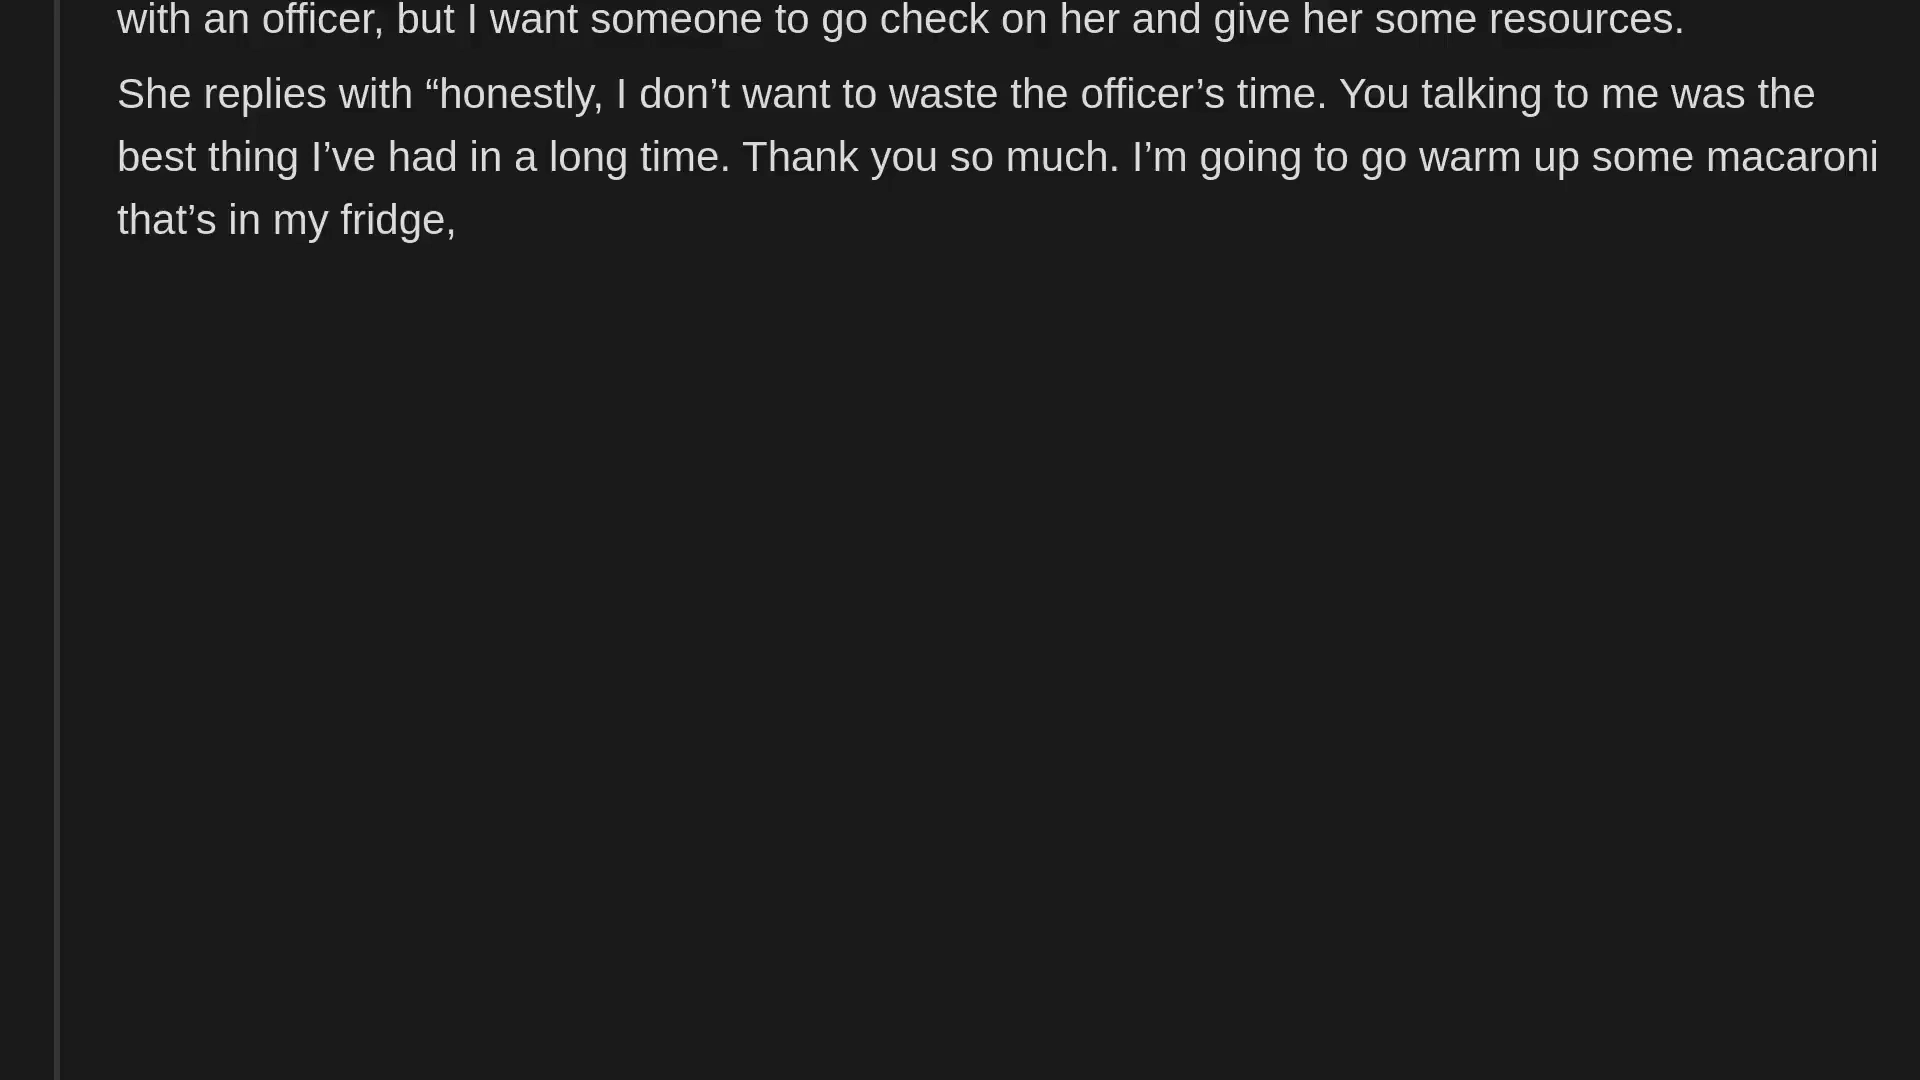 with an officer, but I want someone to go check on her and give her some resources.
She replies with “honestly, I don’t want to waste the officer’s time. You talking to me was the
best thing I’ve had in a long time. Thank you so much. I’m going to go warm up some macaroni
that’s in my fridge,